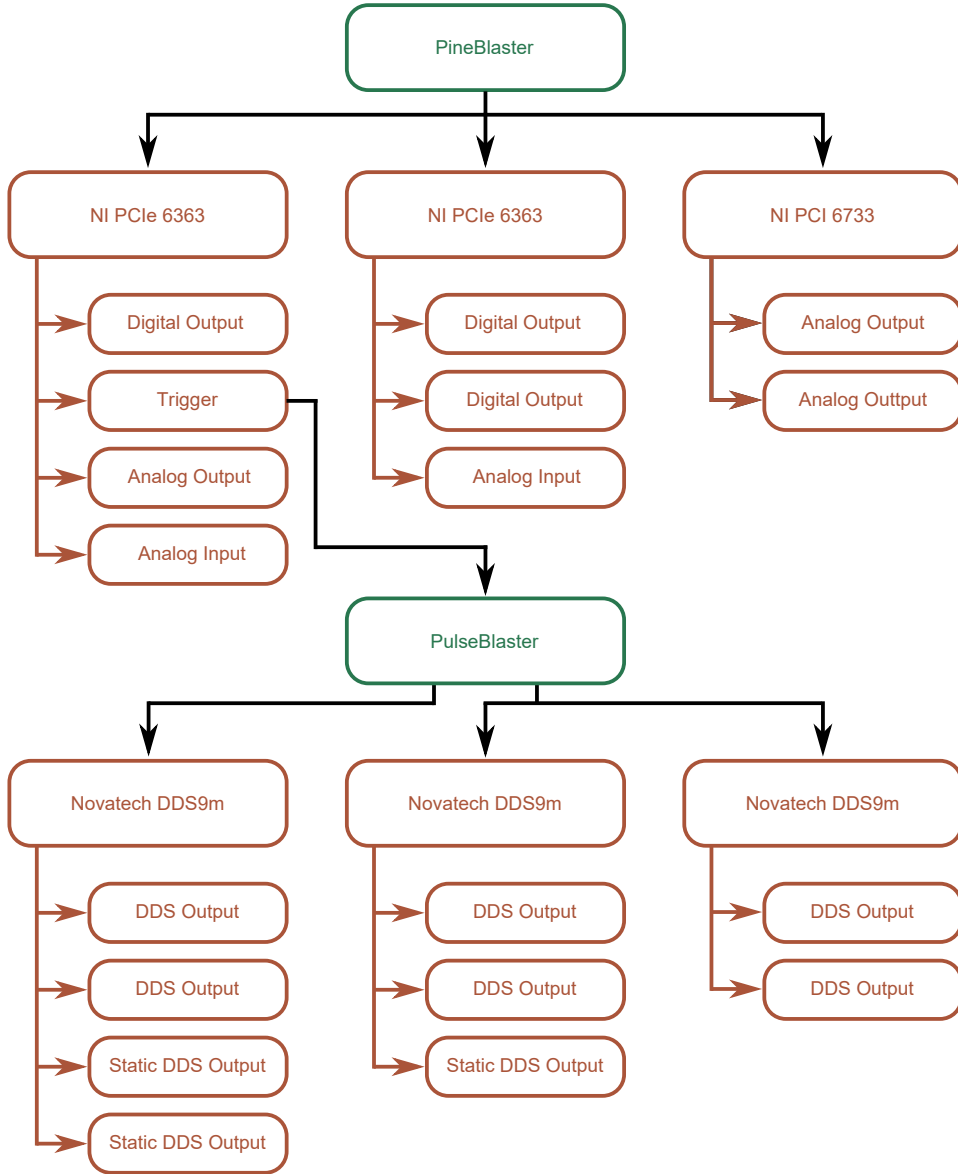 PineBlaster
NI PCIe 6363
NI PCIe 6363
NI PCI 6733
Digital Output
Digital Output
Analog Output
Trigger
Digital Output
Analog Outtput
Analog Output
Analog Input
Analog Input
PulseBlaster
Novatech DDS9m
Novatech DDS9m
Novatech DDS9m
DDS Output
DDS Output
DDS Output
DDS Output
DDS Output
DDS Output
Static DDS Output
Static DDS Output
Static DDS Output